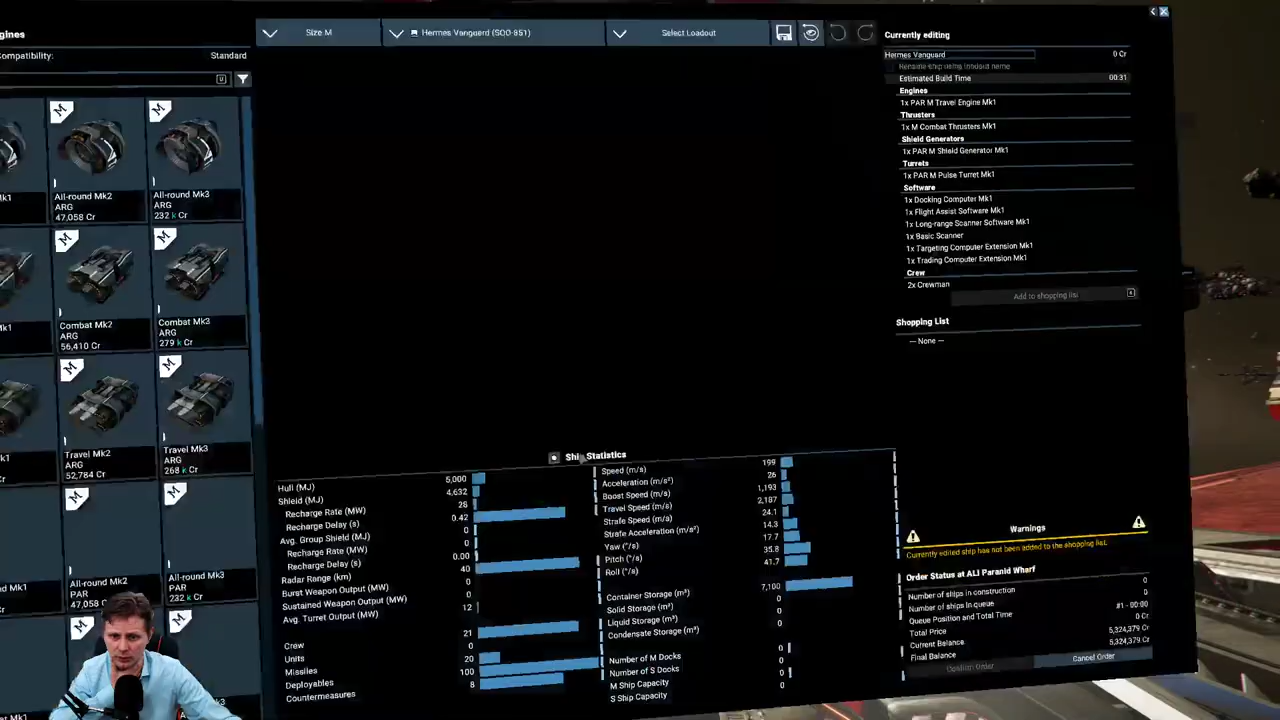 gines
Compatibility:
Standard
U
M
M
Mk1
All-round Mk2
ARG
47,058 Cr
All-round Mk3
ARG
232 k Cr
M
M
Mk1
Combat Mk2
ARG
56,410 Cr
Combat Mk3
ARG
279 k Cr
M
M
Mk1
Travel Mk2
ARG
52,784 Cr
Travel Mk3
ARG
268 k Cr
M
M
d Mk1
All-round Mk2
PAR
47,058 Cr
All-round Mk3
PAR
232 k Cr
M
M
Size M
Hermes Vanguard (SOO-951)
Select Loadout
Ship Statistics
Hull (MJ) 5,000
Shield (MJ) 4,632
Recharge Rate (MW) 26
Recharge Delay (s) 0.42
Avg. Group Shield (MJ) 0
Recharge Rate (MW) 0
Recharge Delay (s) 0.00
Radar Range (km) 40
Burst Weapon Output (MW) 0
Sustained Weapon Output (MW) 0
Avg. Turret Output (MW) 12
Crew 21
Units 0
Missiles 20
Deployables 100
Countermeasures 8
Speed (m/s) 199
Acceleration (m/s²) 26
Boost Speed (m/s) 1,193
Travel Speed (m/s) 2,187
Strafe Speed (m/s) 24.1
Strafe Acceleration (m/s²) 14.3
Yaw (°/s) 17.7
Pitch (°/s) 35.8
Roll (°/s) 41.7
Container Storage (m³) 7,100
Solid Storage (m³) 0
Liquid Storage (m³) 0
Condensate Storage (m³) 0
Number of M Docks 0
Number of S Docks 0
M Ship Capacity 0
S Ship Capacity 0
Currently editing
Hermes Vanguard 0 Cr
Rename ship using loadout name
Estimated Build Time 00:31
Engines
1x PAR M Travel Engine Mk1
Thrusters
1x M Combat Thrusters Mk1
Shield Generators
1x PAR M Shield Generator Mk1
Turrets
1x PAR M Pulse Turret Mk1
Software
1x Docking Computer Mk1
1x Flight Assist Software Mk1
1x Long-range Scanner Software Mk1
1x Basic Scanner
1x Targeting Computer Extension Mk1
1x Trading Computer Extension Mk1
Crew
2x Crewman
Add to shopping list
Shopping List
— None —
Warnings
Currently edited ship has not been added to the shopping list.
Order Status at ALI Paranid Wharf
Number of ships in construction 0
Number of ships in queue 0
Queue Position and Total Time #1 - 00:00
Total Price 0 Cr
Current Balance 5,324,379 Cr
Final Balance 5,324,379 Cr
Confirm Order
Cancel Order